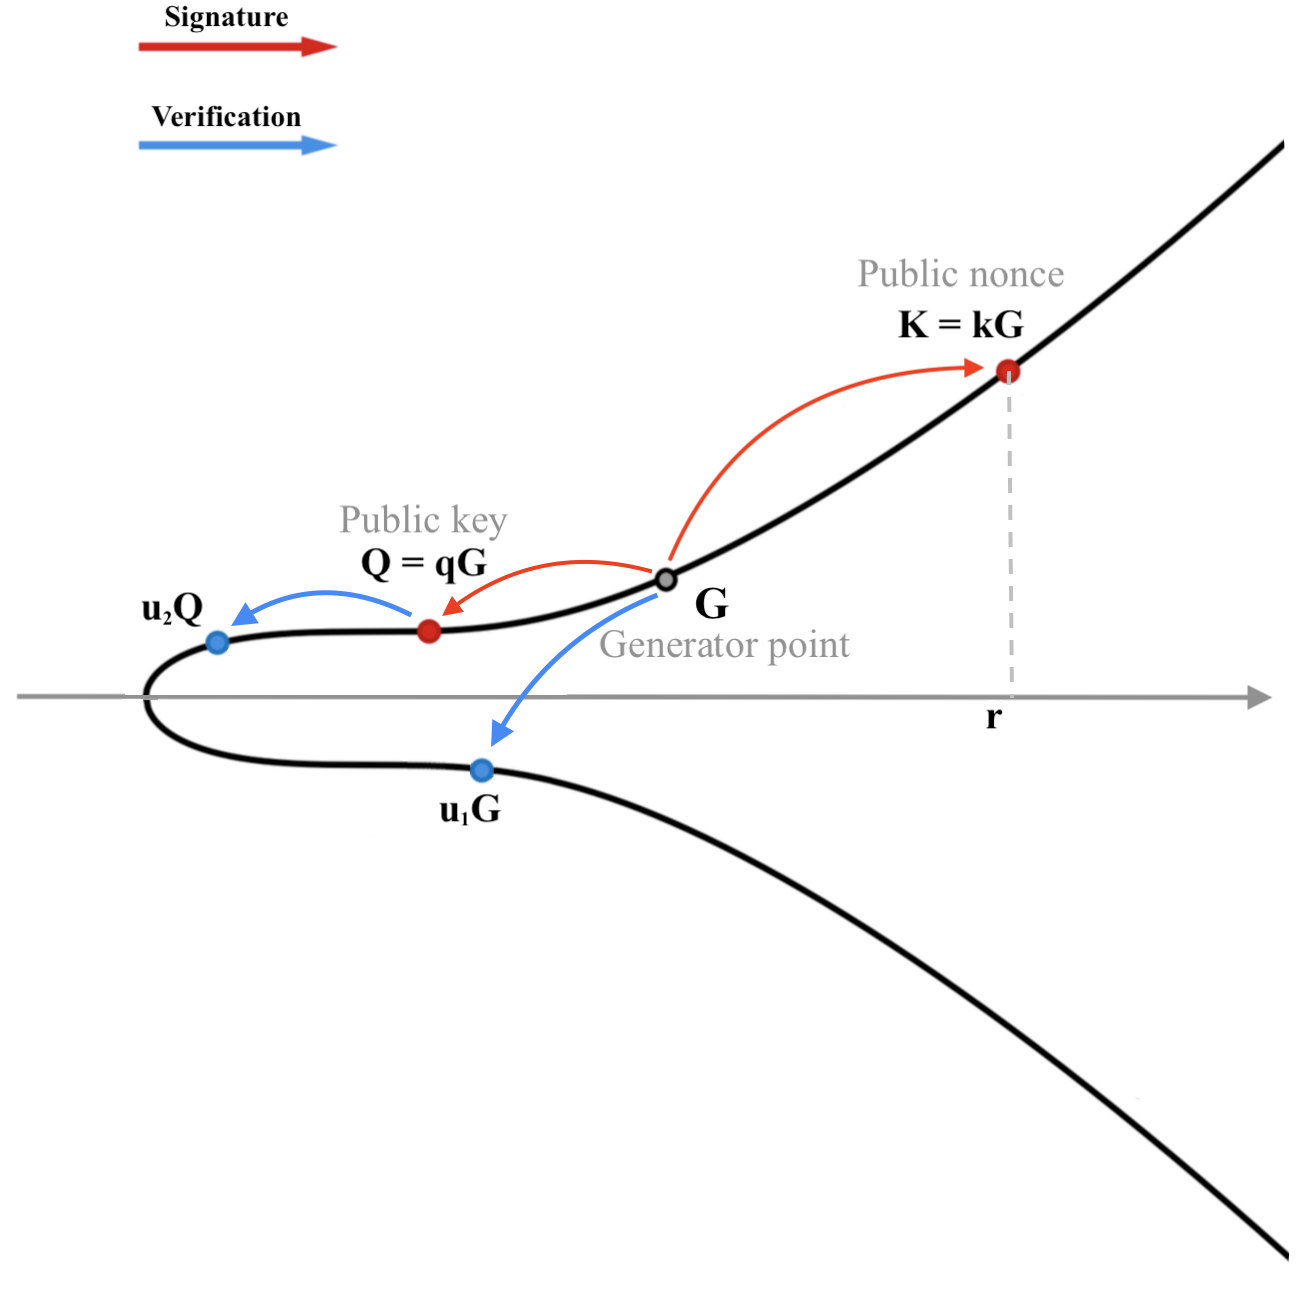 Signature
Verification
Public nonce
K = kG
Public key
Q = qG
u₂Q
G
Generator point
r
u₁G